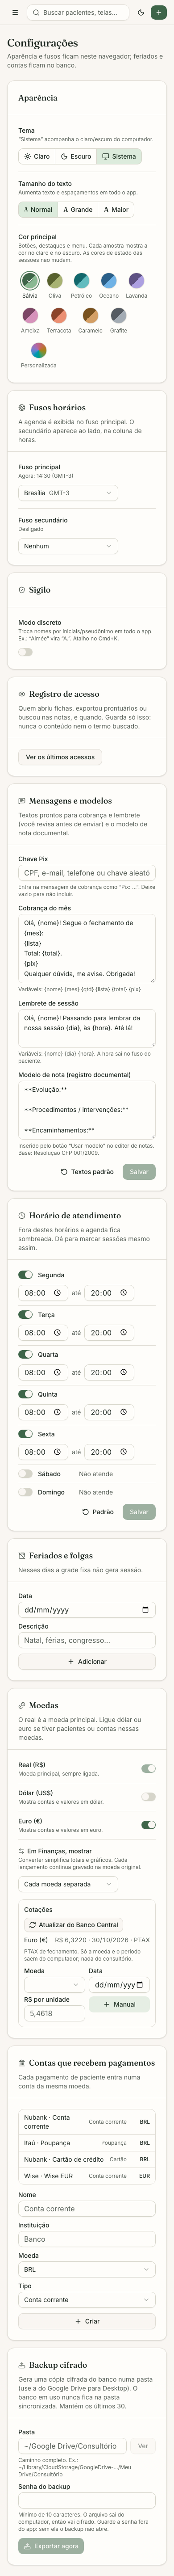 Buscar pacientes, telas...
Configurações
Aparência e fusos ficam neste navegador; feriados e
contas ficam no banco.
Aparência
Tema
"Sistema" acompanha o claro/escuro do computador.
Claro
Escuro
Sistema
Tamanho do texto
Aumenta texto e espaçamentos em todo o app.
A Normal
A Grande
A Maior
Cor principal
Botões, destaques e menu. Cada amostra mostra a
cor no claro e no escuro. As cores de estado das
sessões não mudam.
Sálvia
Oliva
Petróleo
Oceano
Lavanda
Ameixa
Terracota
Caramelo
Grafite
Personalizada
Fusos horários
A agenda é exibida no fuso principal. O
secundário aparece ao lado, na coluna de
horas.
Fuso principal
Agora: 14:30 (GMT-3)
Brasília GMT-3
Fuso secundário
Desligado
Nenhum
Sigilo
Modo discreto
Troca nomes por iniciais/pseudônimo em todo o app.
Ex.: "Aimée" vira "A.". Atalho no Cmd+K.
Registro de acesso
Quem abriu fichas, exportou prontuários ou
buscou nas notas, e quando. Guarda só isso:
nunca o conteúdo nem o termo buscado.
Ver os últimos acessos
Mensagens e modelos
Textos prontos para cobrança e lembrete
(você revisa antes de enviar) e o modelo de
nota documental.
Chave Pix
CPF, e-mail, telefone ou chave aleató
Entra na mensagem de cobrança como "Pix: ...". Deixe
vazio para não incluir.
Cobrança do mês
Olá, {nome}! Segue o fechamento de
{mes}:
{lista}
Total: {total}.
{pix}
Qualquer dúvida, me avise. Obrigada!
Variáveis: {nome} {mes} {qtd} {lista} {total} {pix}
Lembrete de sessão
Olá, {nome}! Passando para lembrar da
nossa sessão {dia}, às {hora}. Até lá!
Variáveis: {nome} {dia} {hora}. A hora sai no fuso do
paciente.
Modelo de nota (registro documental)
**Evolução:**
**Procedimentos / intervenções:**
**Encaminhamentos:**
Inserido pelo botão "Usar modelo" no editor de notas.
Base: Resolução CFP 001/2009.
Textos padrão
Salvar
Horário de atendimento
Fora destes horários a agenda fica
sombreada. Dá para marcar sessões mesmo
assim.
Segunda
08:00 até 20:00
Terça
08:00 até 20:00
Quarta
08:00 até 20:00
Quinta
08:00 até 20:00
Sexta
08:00 até 20:00
Sábado Não atende
Domingo Não atende
Padrão
Salvar
Feriados e folgas
Nesses dias a grade fixa não gera sessão.
Data
dd/mm/yyyy
Descrição
Natal, férias, congresso...
Adicionar
Moedas
O real é a moeda principal. Ligue dólar ou
euro se tiver pacientes ou contas nessas
moedas.
Real (R$)
Moeda principal, sempre ligada.
Dólar (US$)
Mostra contas e valores em dólar.
Euro (€)
Mostra contas e valores em euro.
Em Finanças, mostrar
Converter simplifica totais e gráficos. Cada
lançamento continua gravado na moeda original.
Cada moeda separada
Cotações
Atualizar do Banco Central
Euro (€) R$ 6,3220 · 30/10/2026 · PTAX
PTAX de fechamento. Só a moeda e o período
saem do computador; nada do consultório.
Moeda
Data
dd/mm/yyyy
R$ por unidade
5,4618
Manual
Contas que recebem pagamentos
Cada pagamento de paciente entra numa
conta da mesma moeda.
Nubank · Conta
corrente
Conta corrente
BRL
Itaú · Poupança Poupança BRL
Nubank · Cartão de crédito Cartão BRL
Wise · Wise EUR Conta corrente EUR
Nome
Conta corrente
Instituição
Banco
Moeda
BRL
Tipo
Conta corrente
Criar
Backup cifrado
Gera uma cópia cifrada do banco numa pasta
(use a do Google Drive para Desktop). O
banco em uso nunca fica na pasta
sincronizada. Mantém os últimos 30.
Pasta
~/Google Drive/Consultório
Ver
Caminho completo. Ex.:
~/Library/CloudStorage/GoogleDrive-.../Meu
Drive/Consultório
Senha do backup
Mínimo de 10 caracteres. O arquivo sai do
computador, então vai cifrado. Guarde a senha fora
do app: sem ela o backup não abre.
Exportar agora